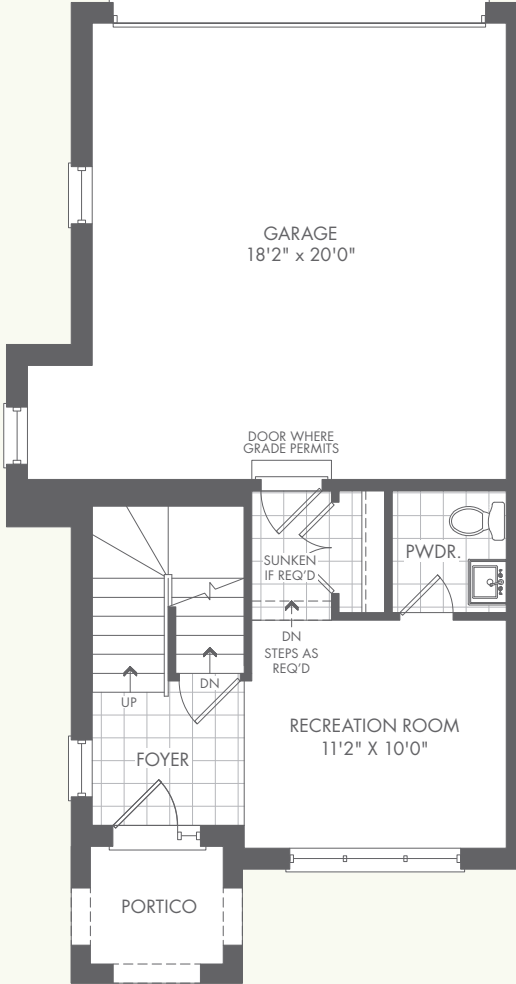 GARAGE
18'2" x 20'0"
DOOR WHERE
GRADE PERMITS
SUNKEN
IF REQ'D
PWDR.
DN
STEPS AS
REQ'D
UP
DN
RECREATION ROOM
11'2" X 10'0"
FOYER
PORTICO